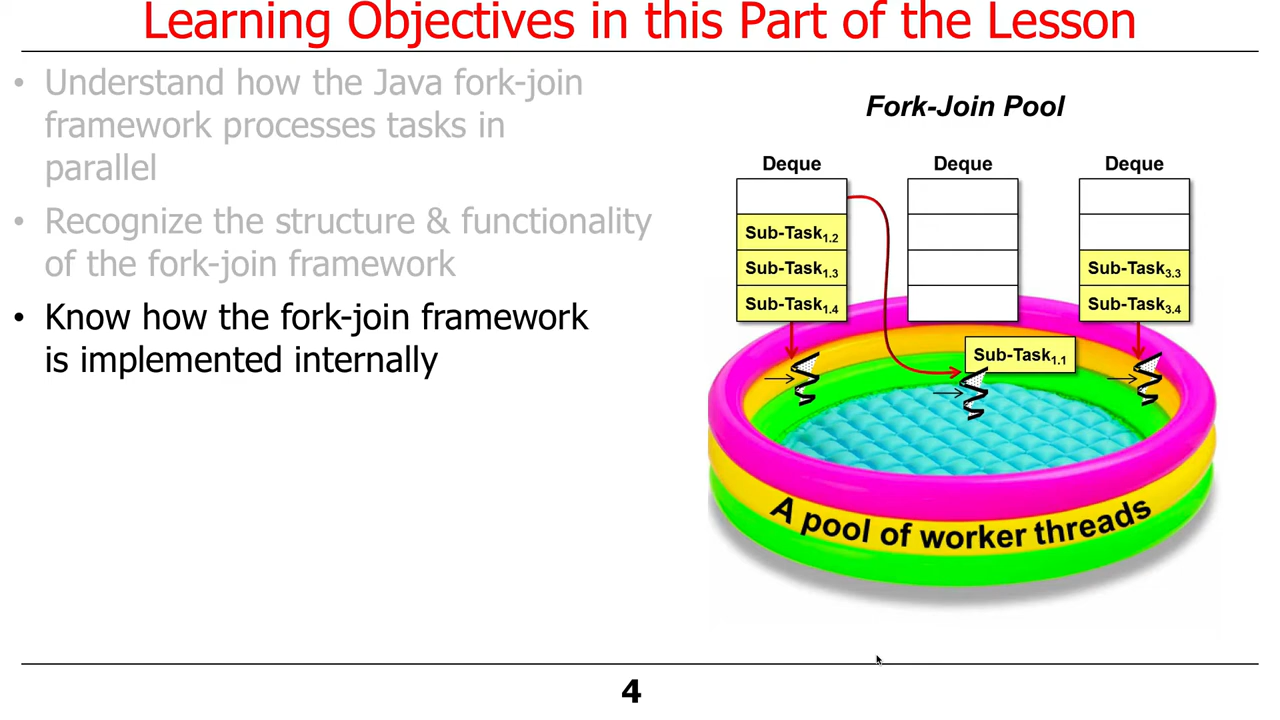 Learning Objectives in this Part of the Lesson
• Understand how the Java fork-join
framework processes tasks in
parallel
• Recognize the structure & functionality
of the fork-join framework
• Know how the fork-join framework
is implemented internally
Fork-Join Pool
Deque
Deque
Deque
Sub-Task1.2
Sub-Task1.3
Sub-Task1.4
Sub-Task3.3
Sub-Task3.4
Sub-Task1.1
A pool of worker threads
4